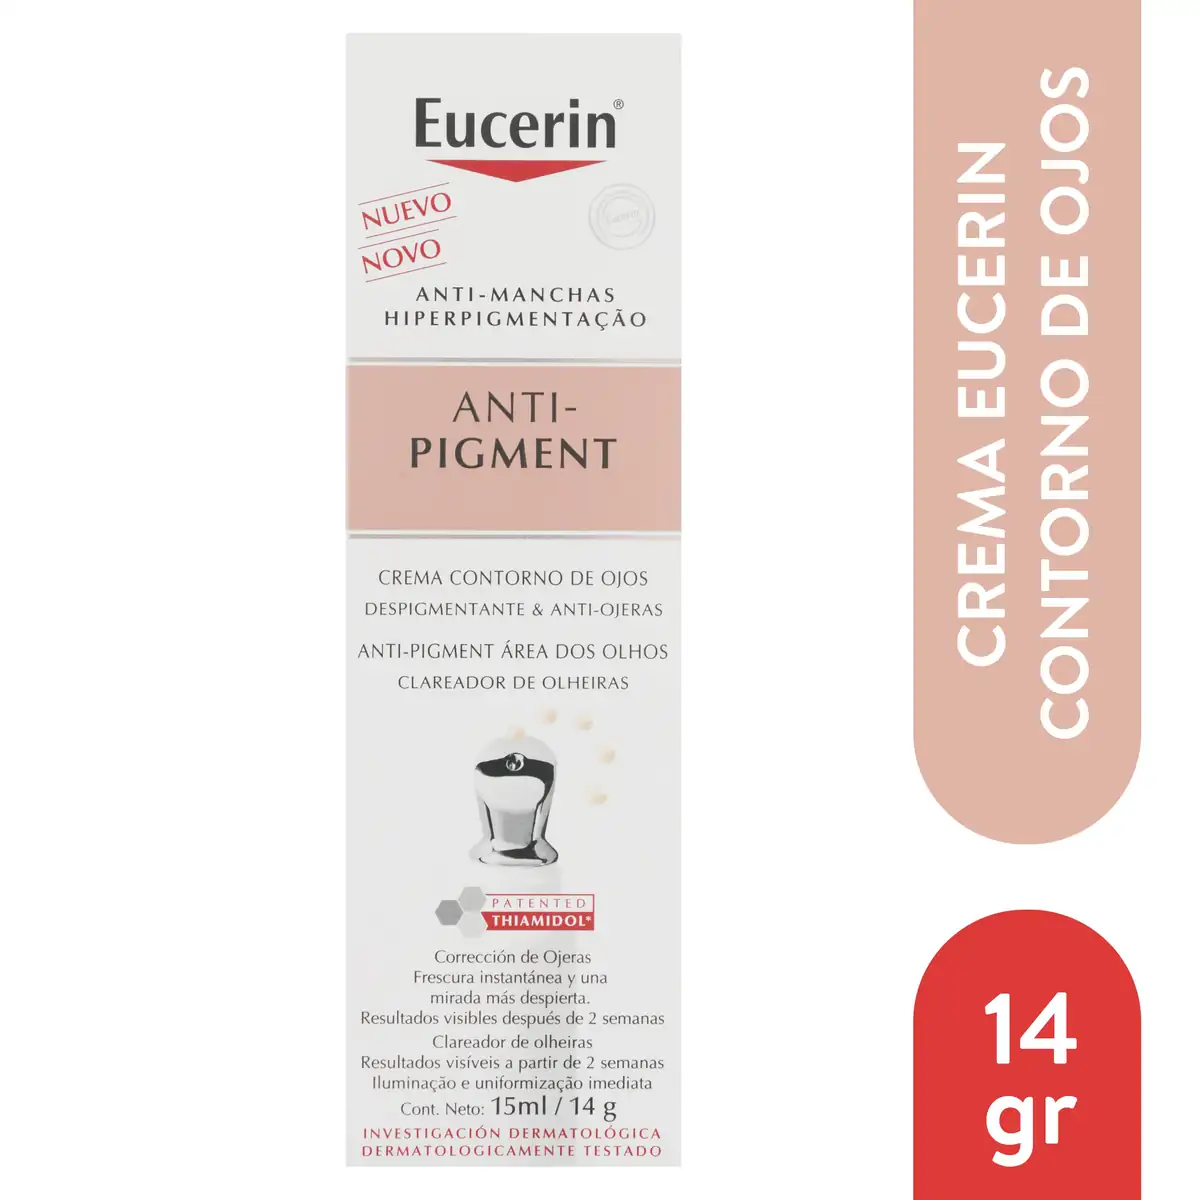 Eucerin®
NUEVO
NOVO
Eucerin
ANTI-MANCHAS
HIPERPIGMENTAÇÃO
ANTI-
PIGMENT
CREMA CONTORNO DE OJOS
DESPIGMENTANTE & ANTI-OJERAS
ANTI-PIGMENT ÁREA DOS OLHOS
CLAREADOR DE OLHEIRAS
PATENTED
THIAMIDOL*
Corrección de Ojeras
Frescura instantánea y una
mirada más despierta.
Resultados visibles después de 2 semanas
Clareador de olheiras
Resultados visíveis a partir de 2 semanas
Iluminação e uniformização imediata
Cont. Neto: 15ml / 14 g
INVESTIGACIÓN DERMATOLÓGICA
DERMATOLOGICAMENTE TESTADO
CREMA EUCERIN
CONTORNO DE OJOS
14
gr